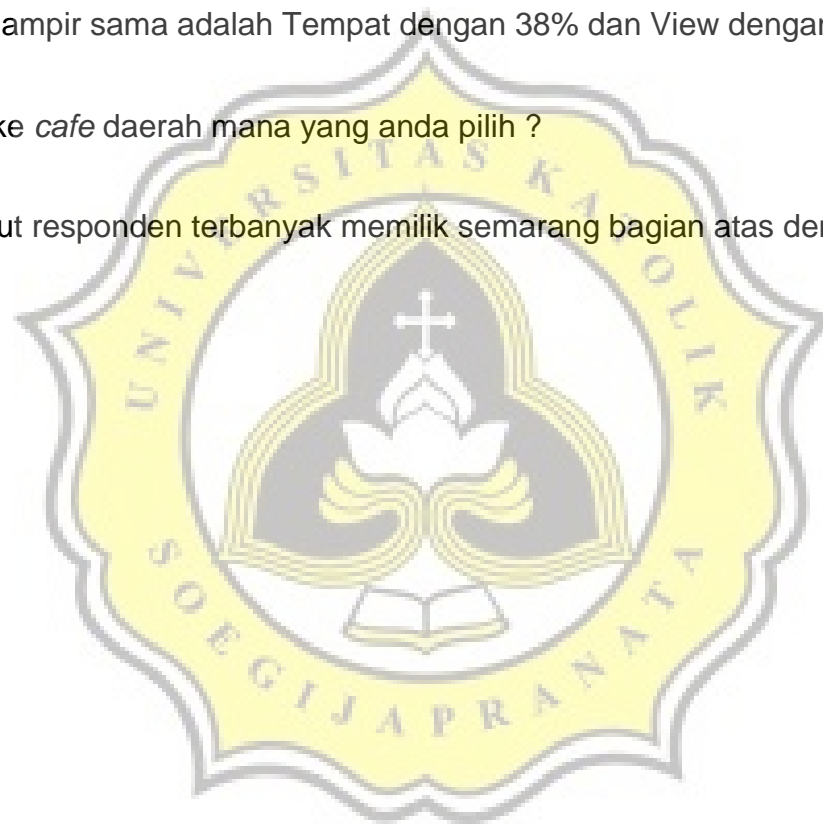 ampir sama adalah Tempat dengan 38% dan View dengan
ke cafe daerah mana yang anda pilih ?
ut responden terbanyak memilik semarang bagian atas de
UNIVERSITAS KATOLIK
SOEGIJAPRANATA